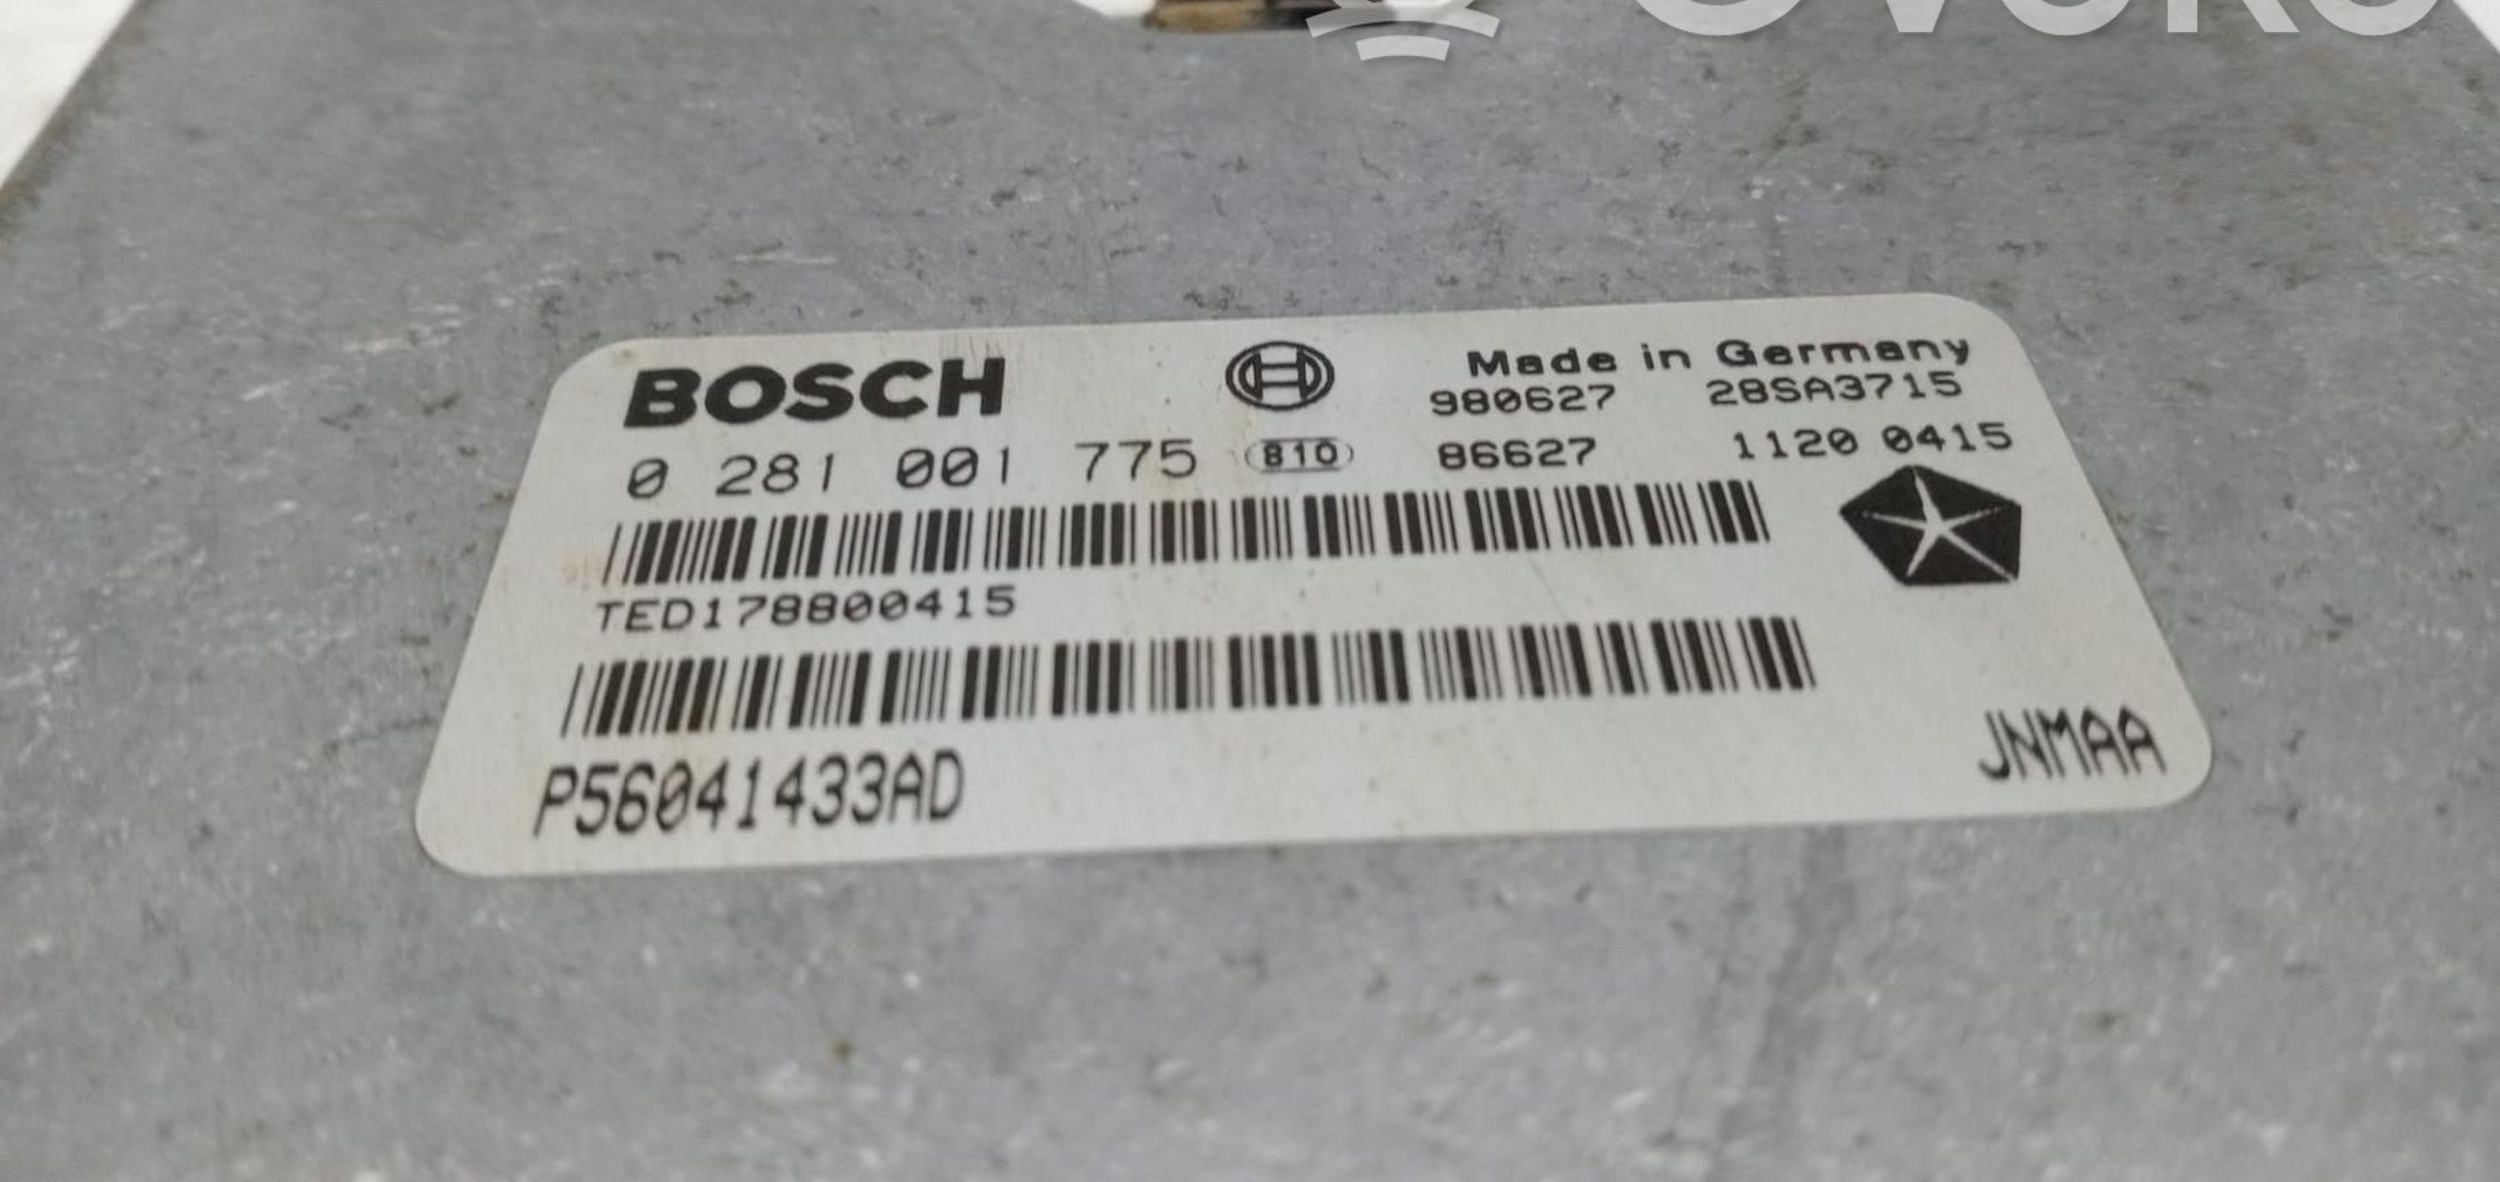 BOSCH Made in Germany
980627 28SA3715
0 281 001 775 810 86627 1120 0415
TED178800415
P56041433AD JNMAA